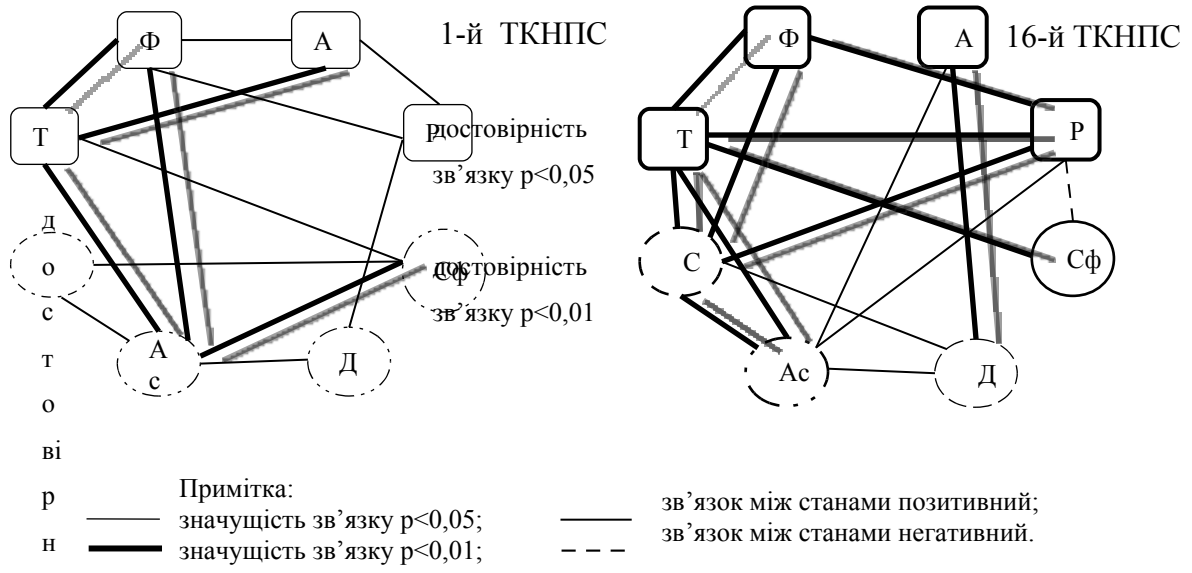 1-й ТКНПС
Ф
А
Т
Р
достовірність
зв’язку р<0,05
Сф
достовірність
зв’язку р<0,01
А
с
Д
д
о
с
т
о
ві
р
н
16-й ТКНПС
Ф
А
Т
Р
С
Сф
Ас
Д
Примітка:
значущість зв’язку р<0,05;
значущість зв’язку р<0,01;
зв’язок між станами позитивний;
зв’язок між станами негативний.